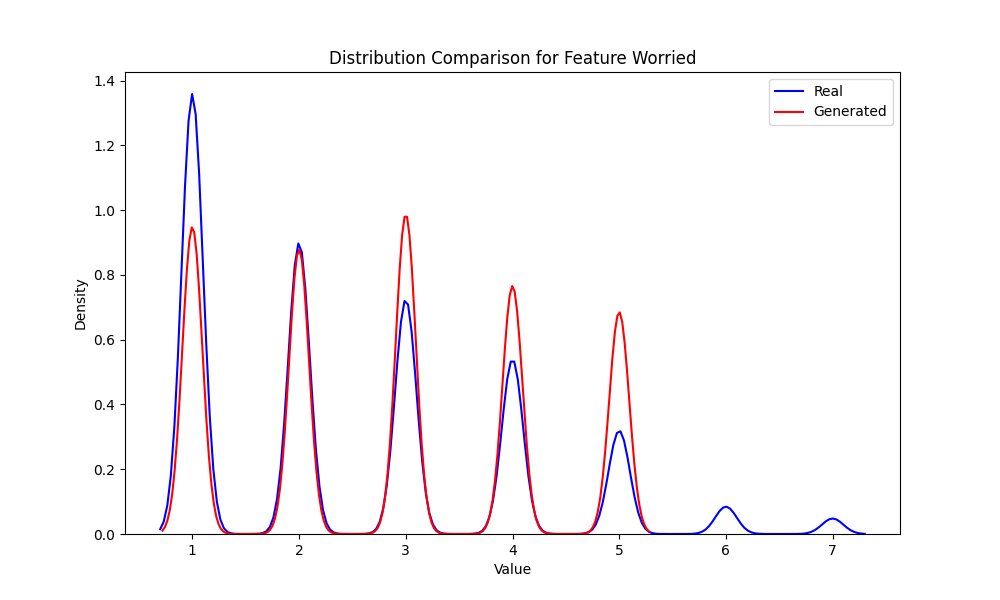 Distribution Comparison for Feature Worried
Real
Generated
1.4
1.2
1.0
0.8
0.6
0.4
0.2
0.0
Density
1 2 3 4 5 6 7
Value